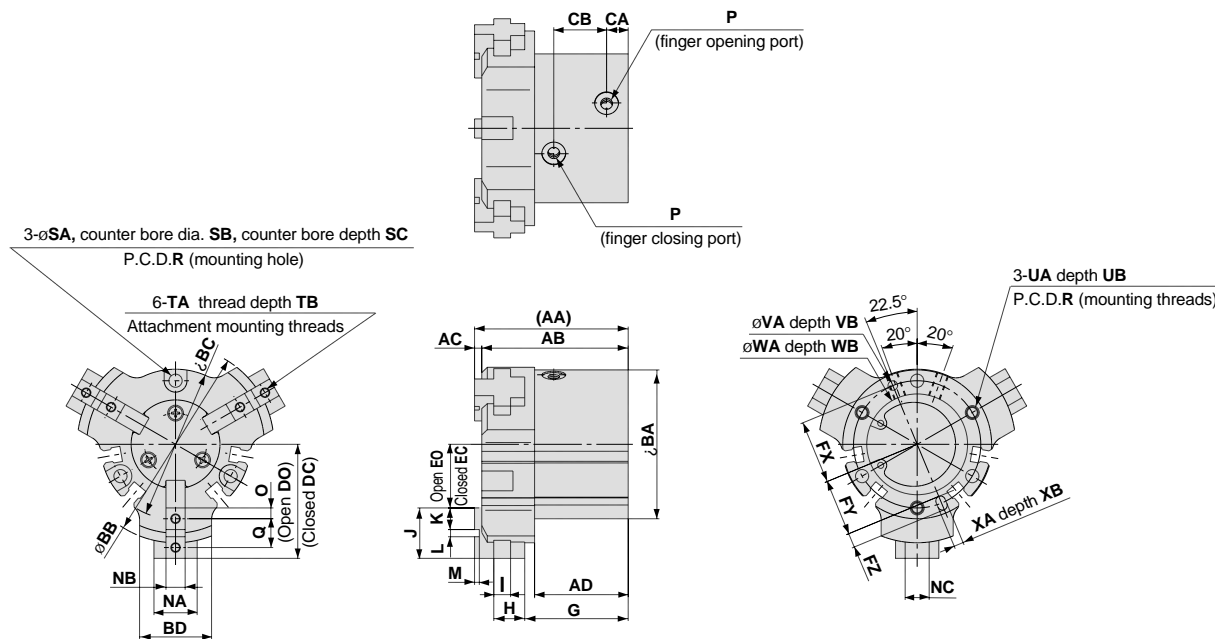 CB CA P
(finger opening port)
P
(finger closing port)
3-øSA, counter bore dia. SB, counter bore depth SC
P.C.D.R (mounting hole)
6-TA thread depth TB
Attachment mounting threads
¿BC
O
Q
(Open DO)
(Closed DC)
øBB
NB
NA
BD
(AA)
AC AB
¿BA
Open EO
Closed EC
J
K
L
M
I
H
AD
G
3-UA depth UB
P.C.D.R (mounting threads)
22.5°
øVA depth VB
20° 20°
øWA depth WB
FX
FY
FZ
XA depth XB
NC